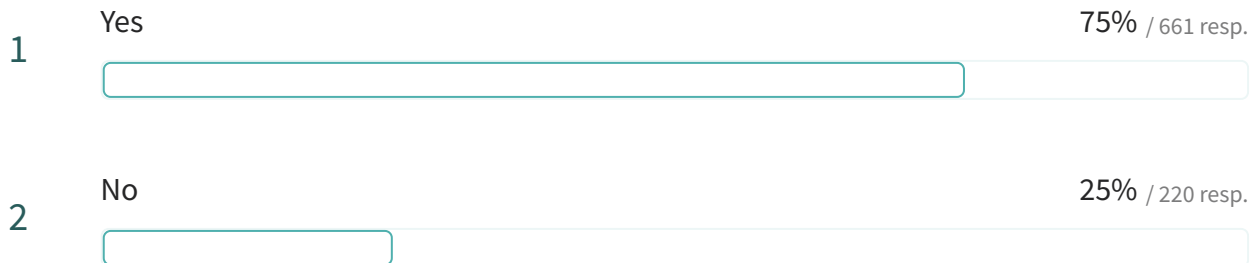 1 Yes 75% / 661 resp.
2 No 25% / 220 resp.